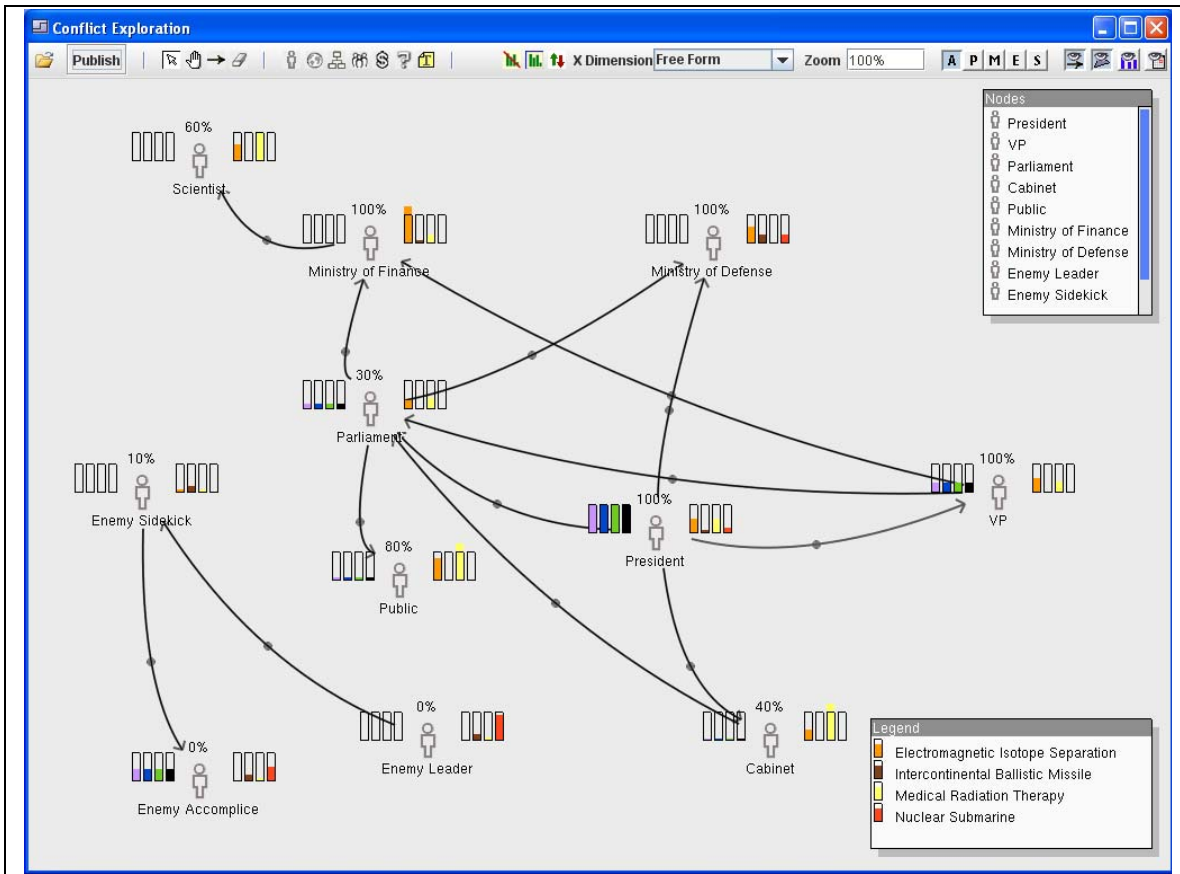 Conflict Exploration
Publish X Dimension Free Form Zoom 100% A P M E S
Nodes
President
VP
Parliament
Cabinet
Public
Ministry of Finance
Ministry of Defense
Enemy Leader
Enemy Sidekick
60%
Scientist
100%
Ministry of Finance
100%
Ministry of Defense
30%
Parliament
10%
Enemy Sidekick
100%
VP
100%
President
80%
Public
0%
Enemy Leader
40%
Cabinet
0%
Enemy Accomplice
Legend
Electromagnetic Isotope Separation
Intercontinental Ballistic Missile
Medical Radiation Therapy
Nuclear Submarine